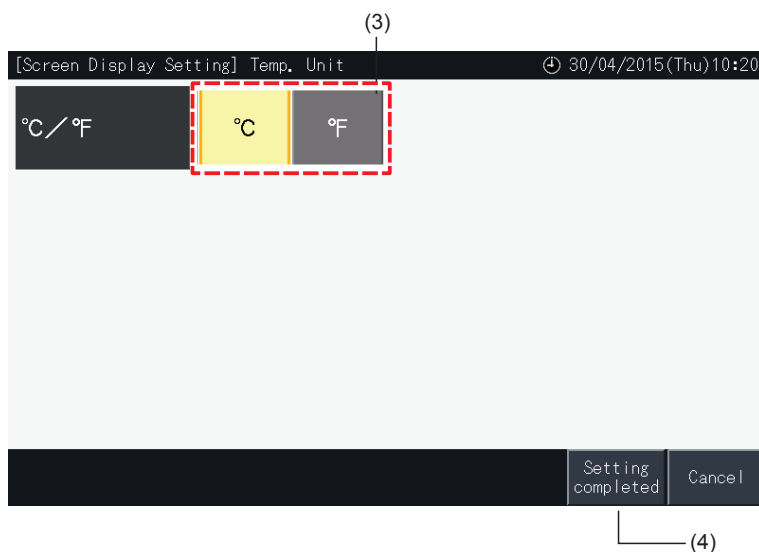 (3)
[Screen Display Setting] Temp. Unit 30/04/2015(Thu)10:20
℃／℉ ℃ ℉
Setting
completed
Cancel
(4)